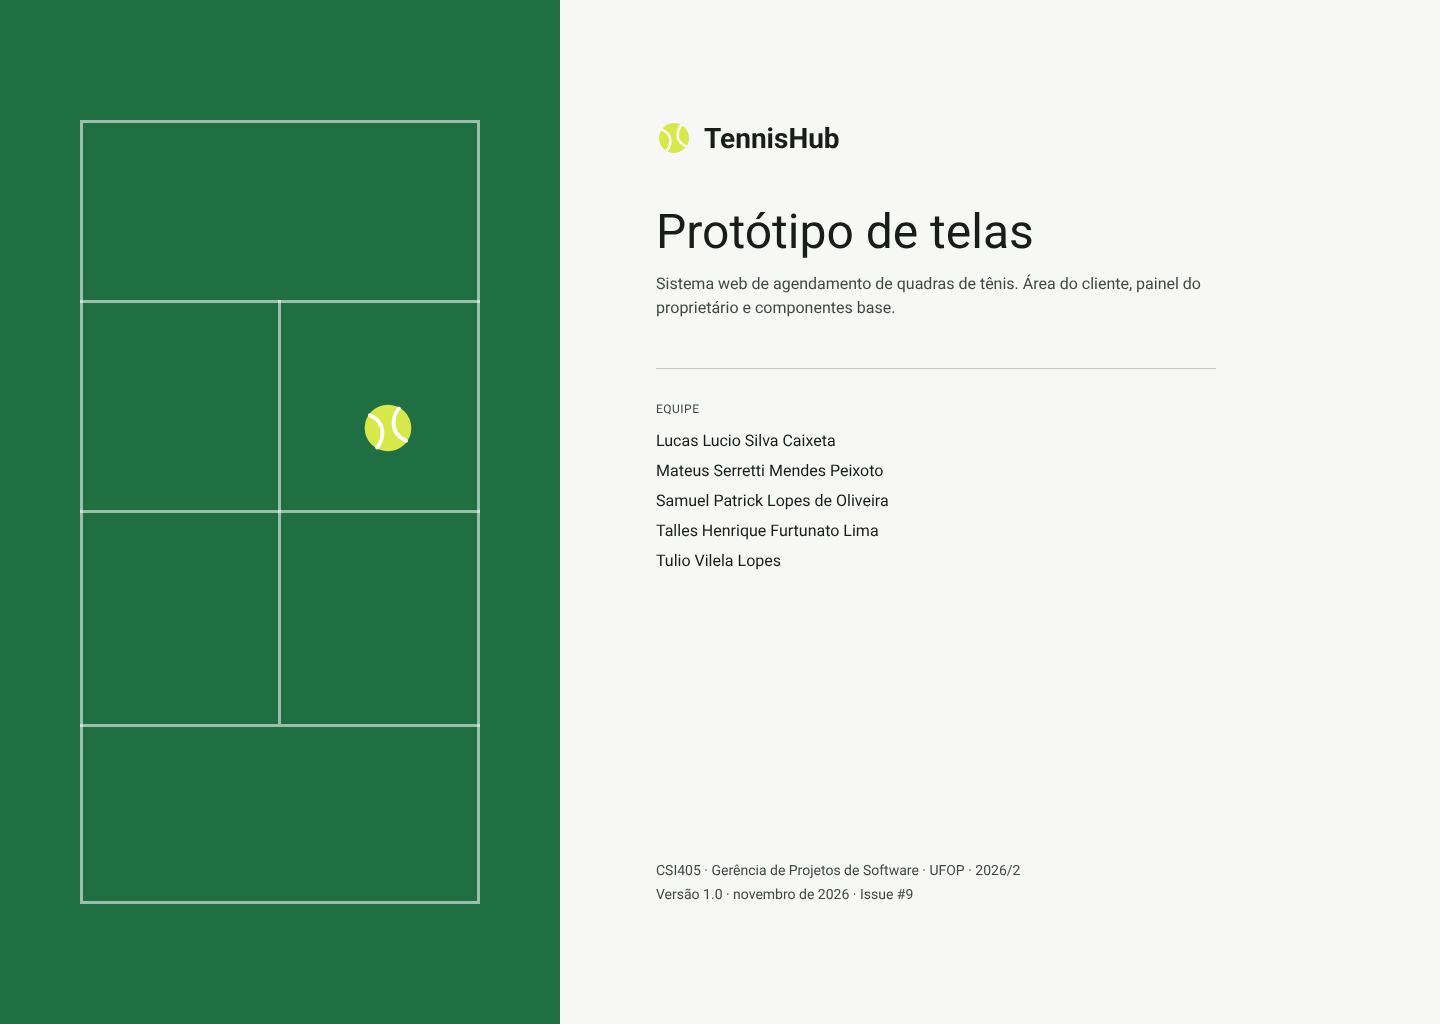 TennisHub
Protótipo de telas
Sistema web de agendamento de quadras de tênis. Área do cliente, painel do
proprietário e componentes base.
EQUIPE
Lucas Lucio Silva Caixeta
Mateus Serretti Mendes Peixoto
Samuel Patrick Lopes de Oliveira
Talles Henrique Furtunato Lima
Tulio Vilela Lopes
CSI405 · Gerência de Projetos de Software · UFOP · 2026/2
Versão 1.0 · novembro de 2026 · Issue #9